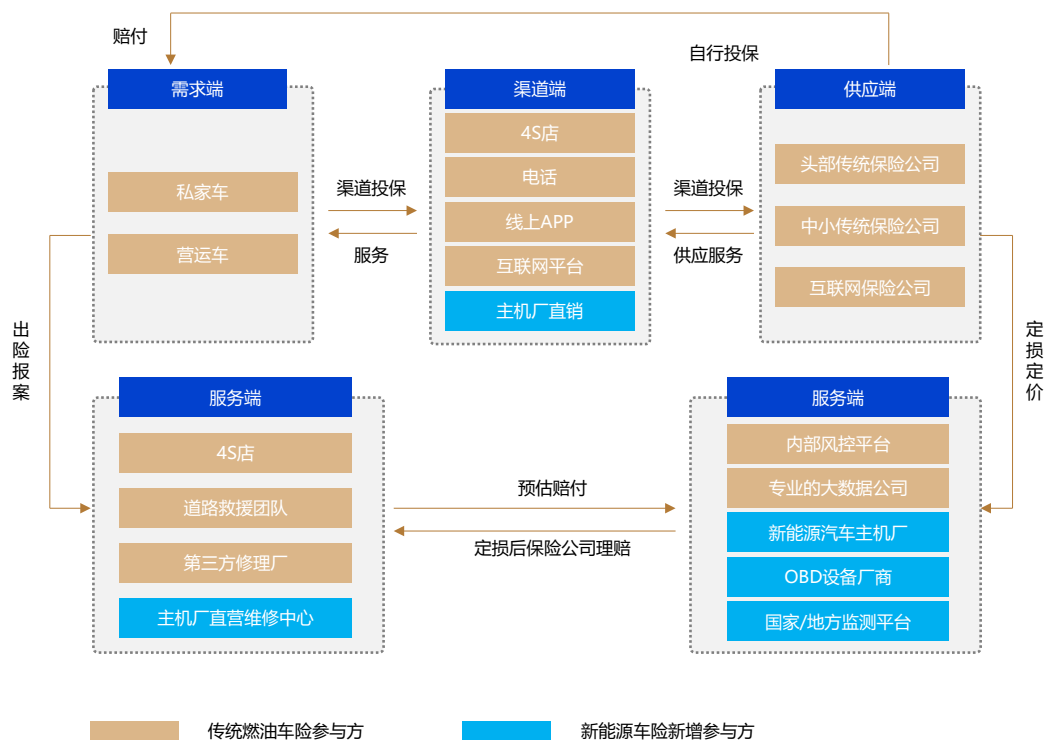 赔付
自行投保
需求端
渠道端
供应端
4S店
电话
线上APP
互联网平台
主机厂直销
私家车
营运车
头部传统保险公司
中小传统保险公司
互联网保险公司
渠道投保
服务
渠道投保
供应服务
出险报案
定损定价
服务端
4S店
道路救援团队
第三方修理厂
主机厂直营维修中心
预估赔付
定损后保险公司理赔
服务端
内部风控平台
专业的大数据公司
新能源汽车主机厂
OBD设备厂商
国家/地方监测平台
传统燃油车险参与方
新能源车险新增参与方